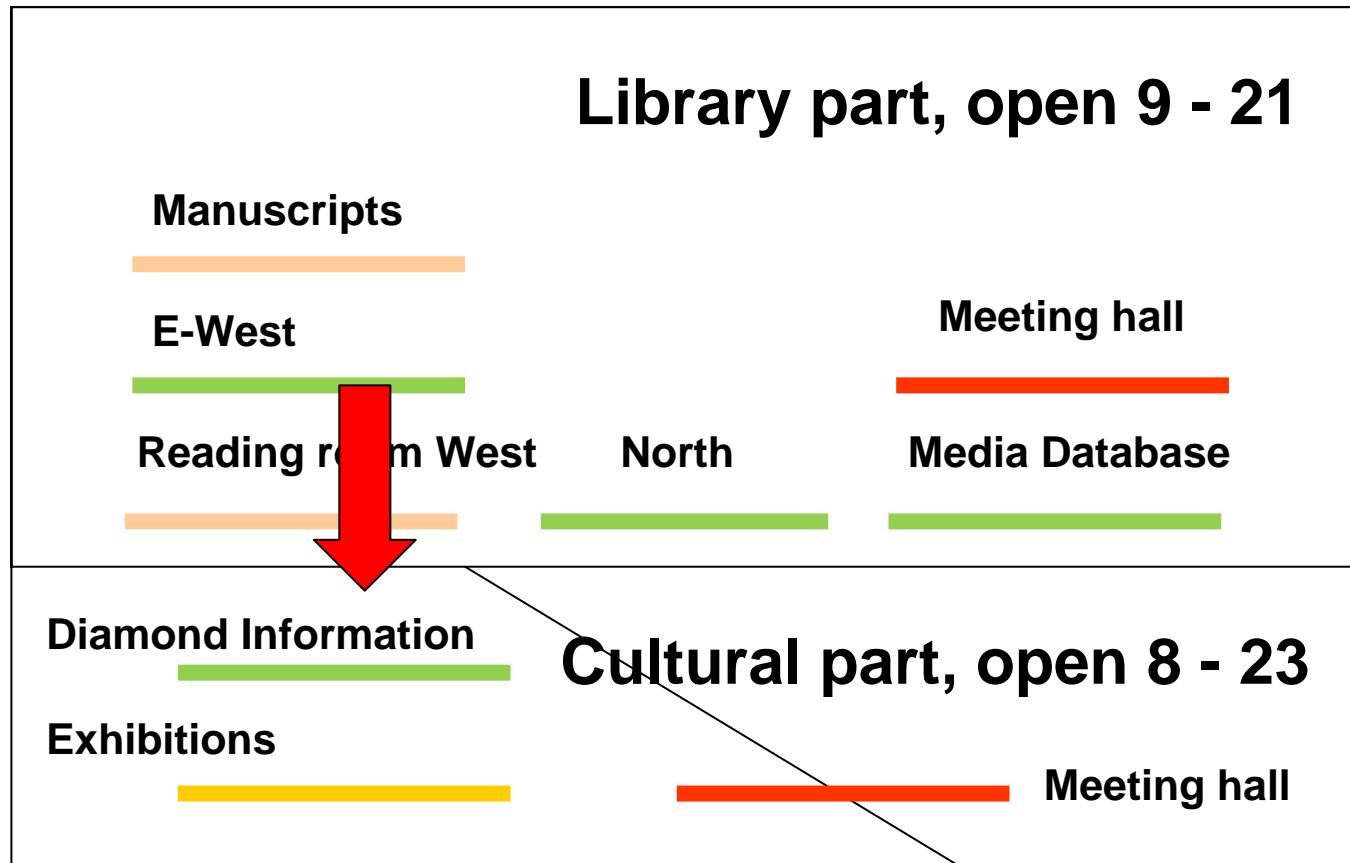 Library part, open 9 - 21
Manuscripts
E-West
Meeting hall
Reading r m West
North
Media Database
Diamond Information
Cultural part, open 8 - 23
Exhibitions
Meeting hall